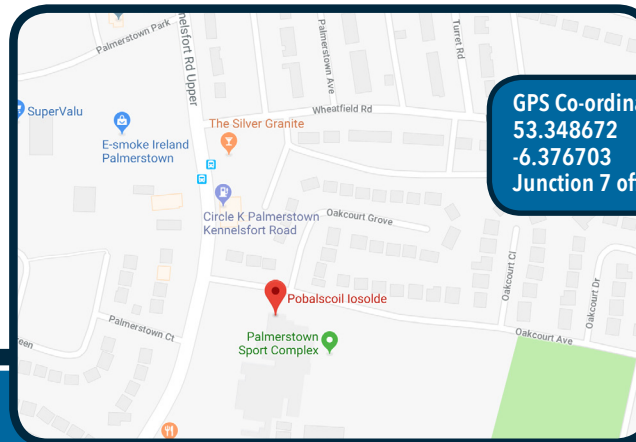 Palmerstown Park
nnelsfort Rd Upper
Palmerstown Ave
Turret Rd
SuperValu
E-smoke Ireland
Palmerstown
The Silver Granite
Wheatfield Rd
GPS Co-ordina
53.348672
-6.376703
Junction 7 of
Circle K Palmerstown
Kennelsfort Road
Oakcourt Grove
Oakcourt Cl
Oakcourt Dr
Pobalscoil Iosolde
Palmerstown Ct
Palmerstown
Sport Complex
Oakcourt Ave
een